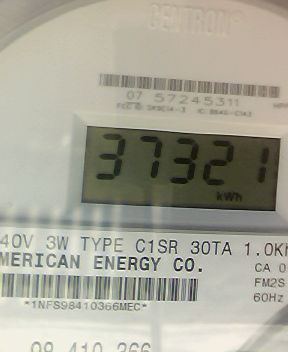 CENTRON®
07 57245311
37321
kWh
40V 3W TYPE C1SR 30TA 1.0K
MERICAN ENERGY CO.
CA 0
FM2S
60Hz
*1NFS98410366MEC*
98 410 366